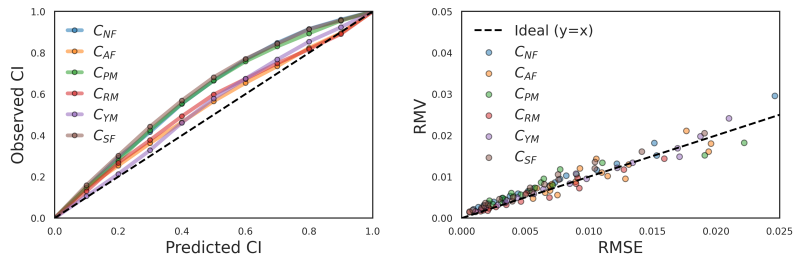 1.0
0.8
0.6
0.4
0.2
0.0
Observed CI
C_NF
C_AF
C_PM
C_RM
C_YM
C_SF
0.0 0.2 0.4 0.6 0.8 1.0
Predicted CI
0.05
0.04
0.03
0.02
0.01
0.00
RMV
Ideal (y=x)
C_NF
C_AF
C_PM
C_RM
C_YM
C_SF
0.000 0.005 0.010 0.015 0.020 0.025
RMSE